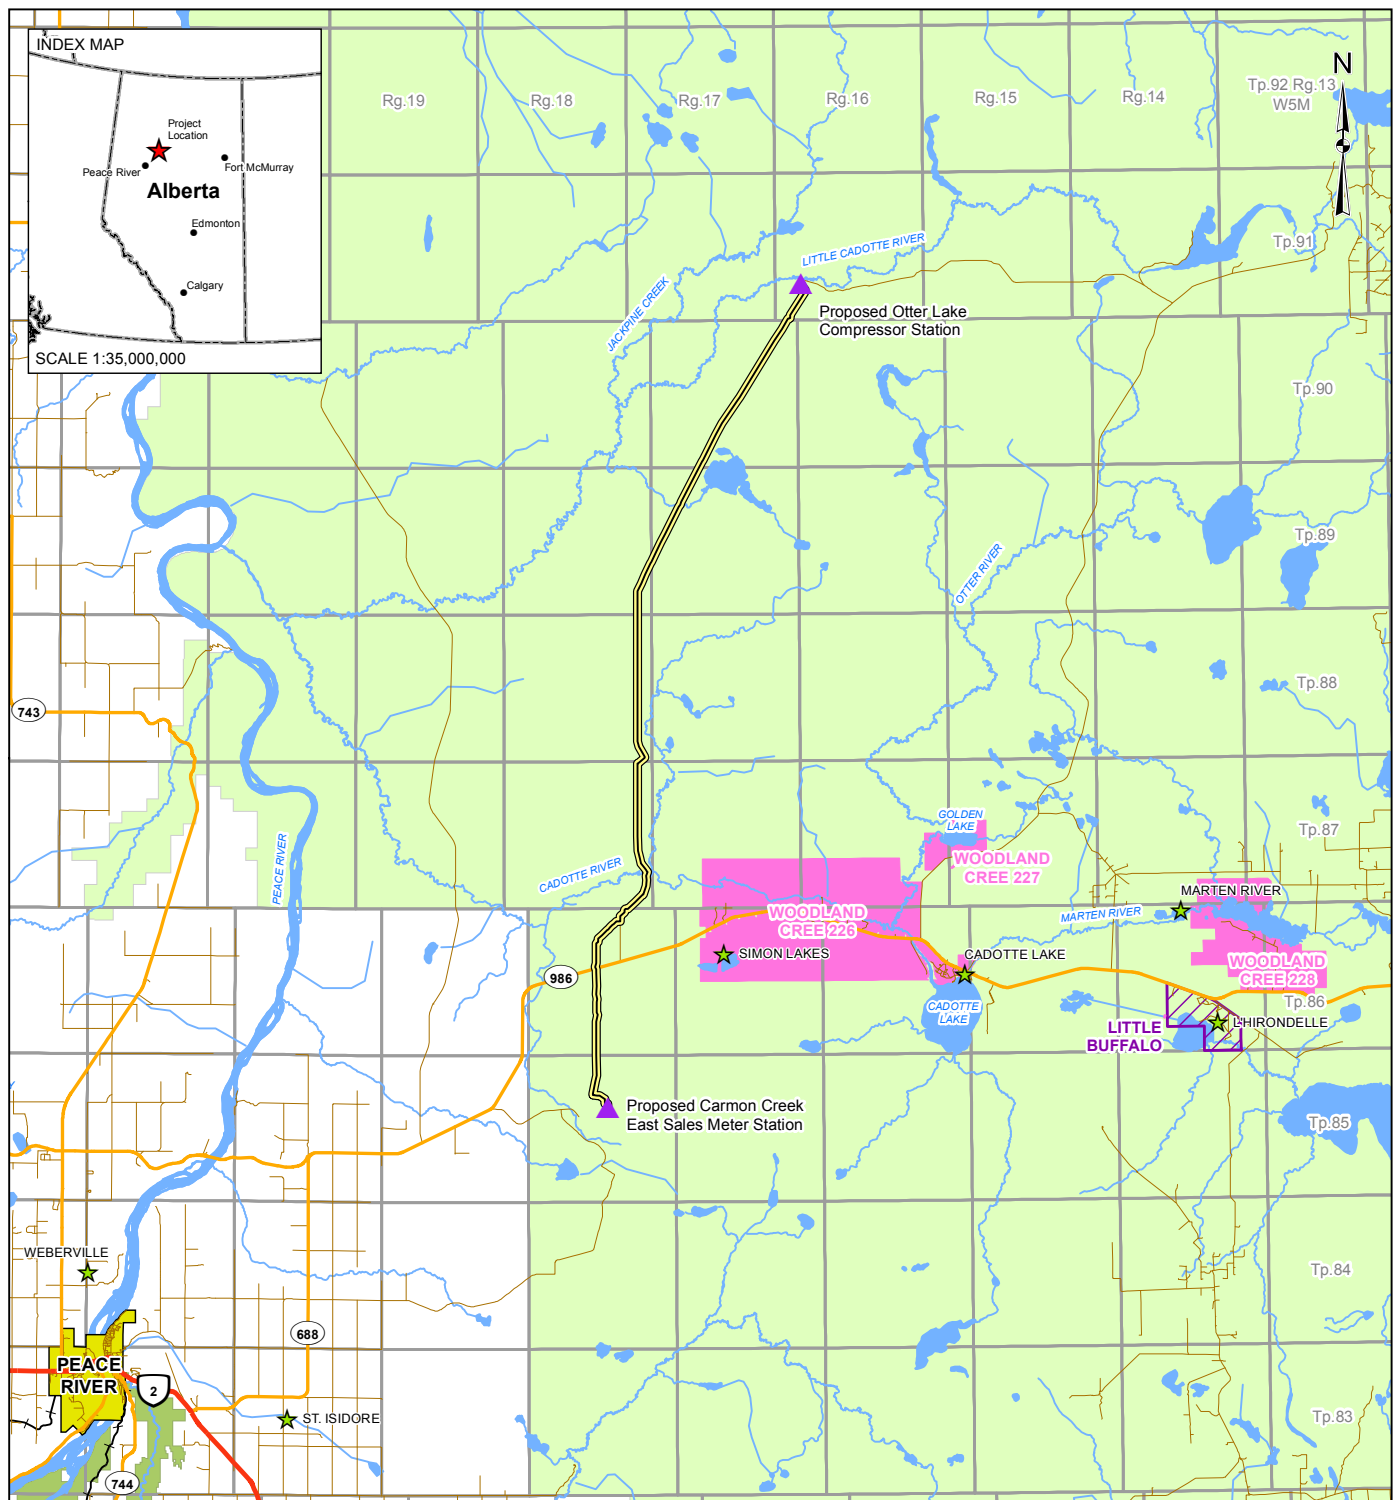 INDEX MAP
Project
Location
Peace River
Fort McMurray
Alberta
Edmonton
Calgary
SCALE 1:35,000,000
Rg.19
Rg.18
Rg.17
Rg.16
Rg.15
Rg.14
Tp.92 Rg.13
W5M
N
Tp.91
LITTLE CADOTTE RIVER
JACKPINE CREEK
Proposed Otter Lake
Compressor Station
Tp.90
Tp.89
OTTER RIVER
Tp.88
743
Tp.87
GOLDEN
LAKE
WOODLAND
CREE 227
PEACE RIVER
CADOTTE RIVER
MARTEN RIVER
MARTEN RIVER
WOODLAND
CREE 226
SIMON LAKES
CADOTTE LAKE
WOODLAND
CREE 228
986
Tp.86
CADOTTE
LAKE
LITTLE
BUFFALO
L'HIRONDELLE
Proposed Carmon Creek
East Sales Meter Station
Tp.85
WEBERVILLE
Tp.84
688
PEACE
RIVER
2
ST. ISIDORE
Tp.83
744